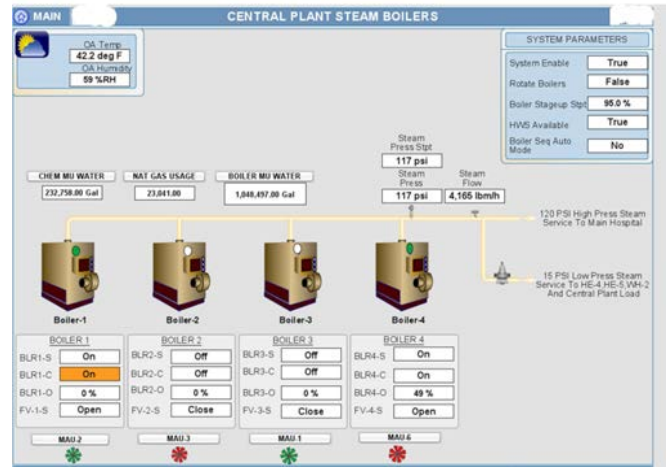 MAIN
CENTRAL PLANT STEAM BOILERS
OA Temp
42.2 deg F
OA Humidity
59 %RH
SYSTEM PARAMETERS
System Enable True
Rotate Boilers False
Boiler Stageup Stpt 95.0 %
HWS Available True
Boiler Seq Auto
Mode
No
Steam
Press Stpt
117 psi
Steam
Press
117 psi
Steam
Flow
4,165 lbm/h
CHEM MU WATER
232,758.00 Gal
NAT GAS USAGE
23,041.00
BOILER MU WATER
1,048,497.00 Gal
120 PSI High Press Steam
Service To Main Hospital
15 PSI Low Press Steam
Service To HE-4,HE-5,WH-2
And Central Plant Load
Boiler-1
Boiler-2
Boiler-3
Boiler-4
BOILER 1
BLR1-S On
BLR1-C On
BLR1-O 0 %
FV-1-S Open
BOILER 2
BLR2-S Off
BLR2-C Off
BLR2-O 0 %
FV-2-S Close
BOILER 3
BLR3-S Off
BLR3-C Off
BLR3-O 0 %
FV-3-S Close
BOILER 4
BLR4-S On
BLR4-C On
BLR4-O 49 %
FV-4-S Open
MAU-2
MAU-3
MAU-1
MAU-6